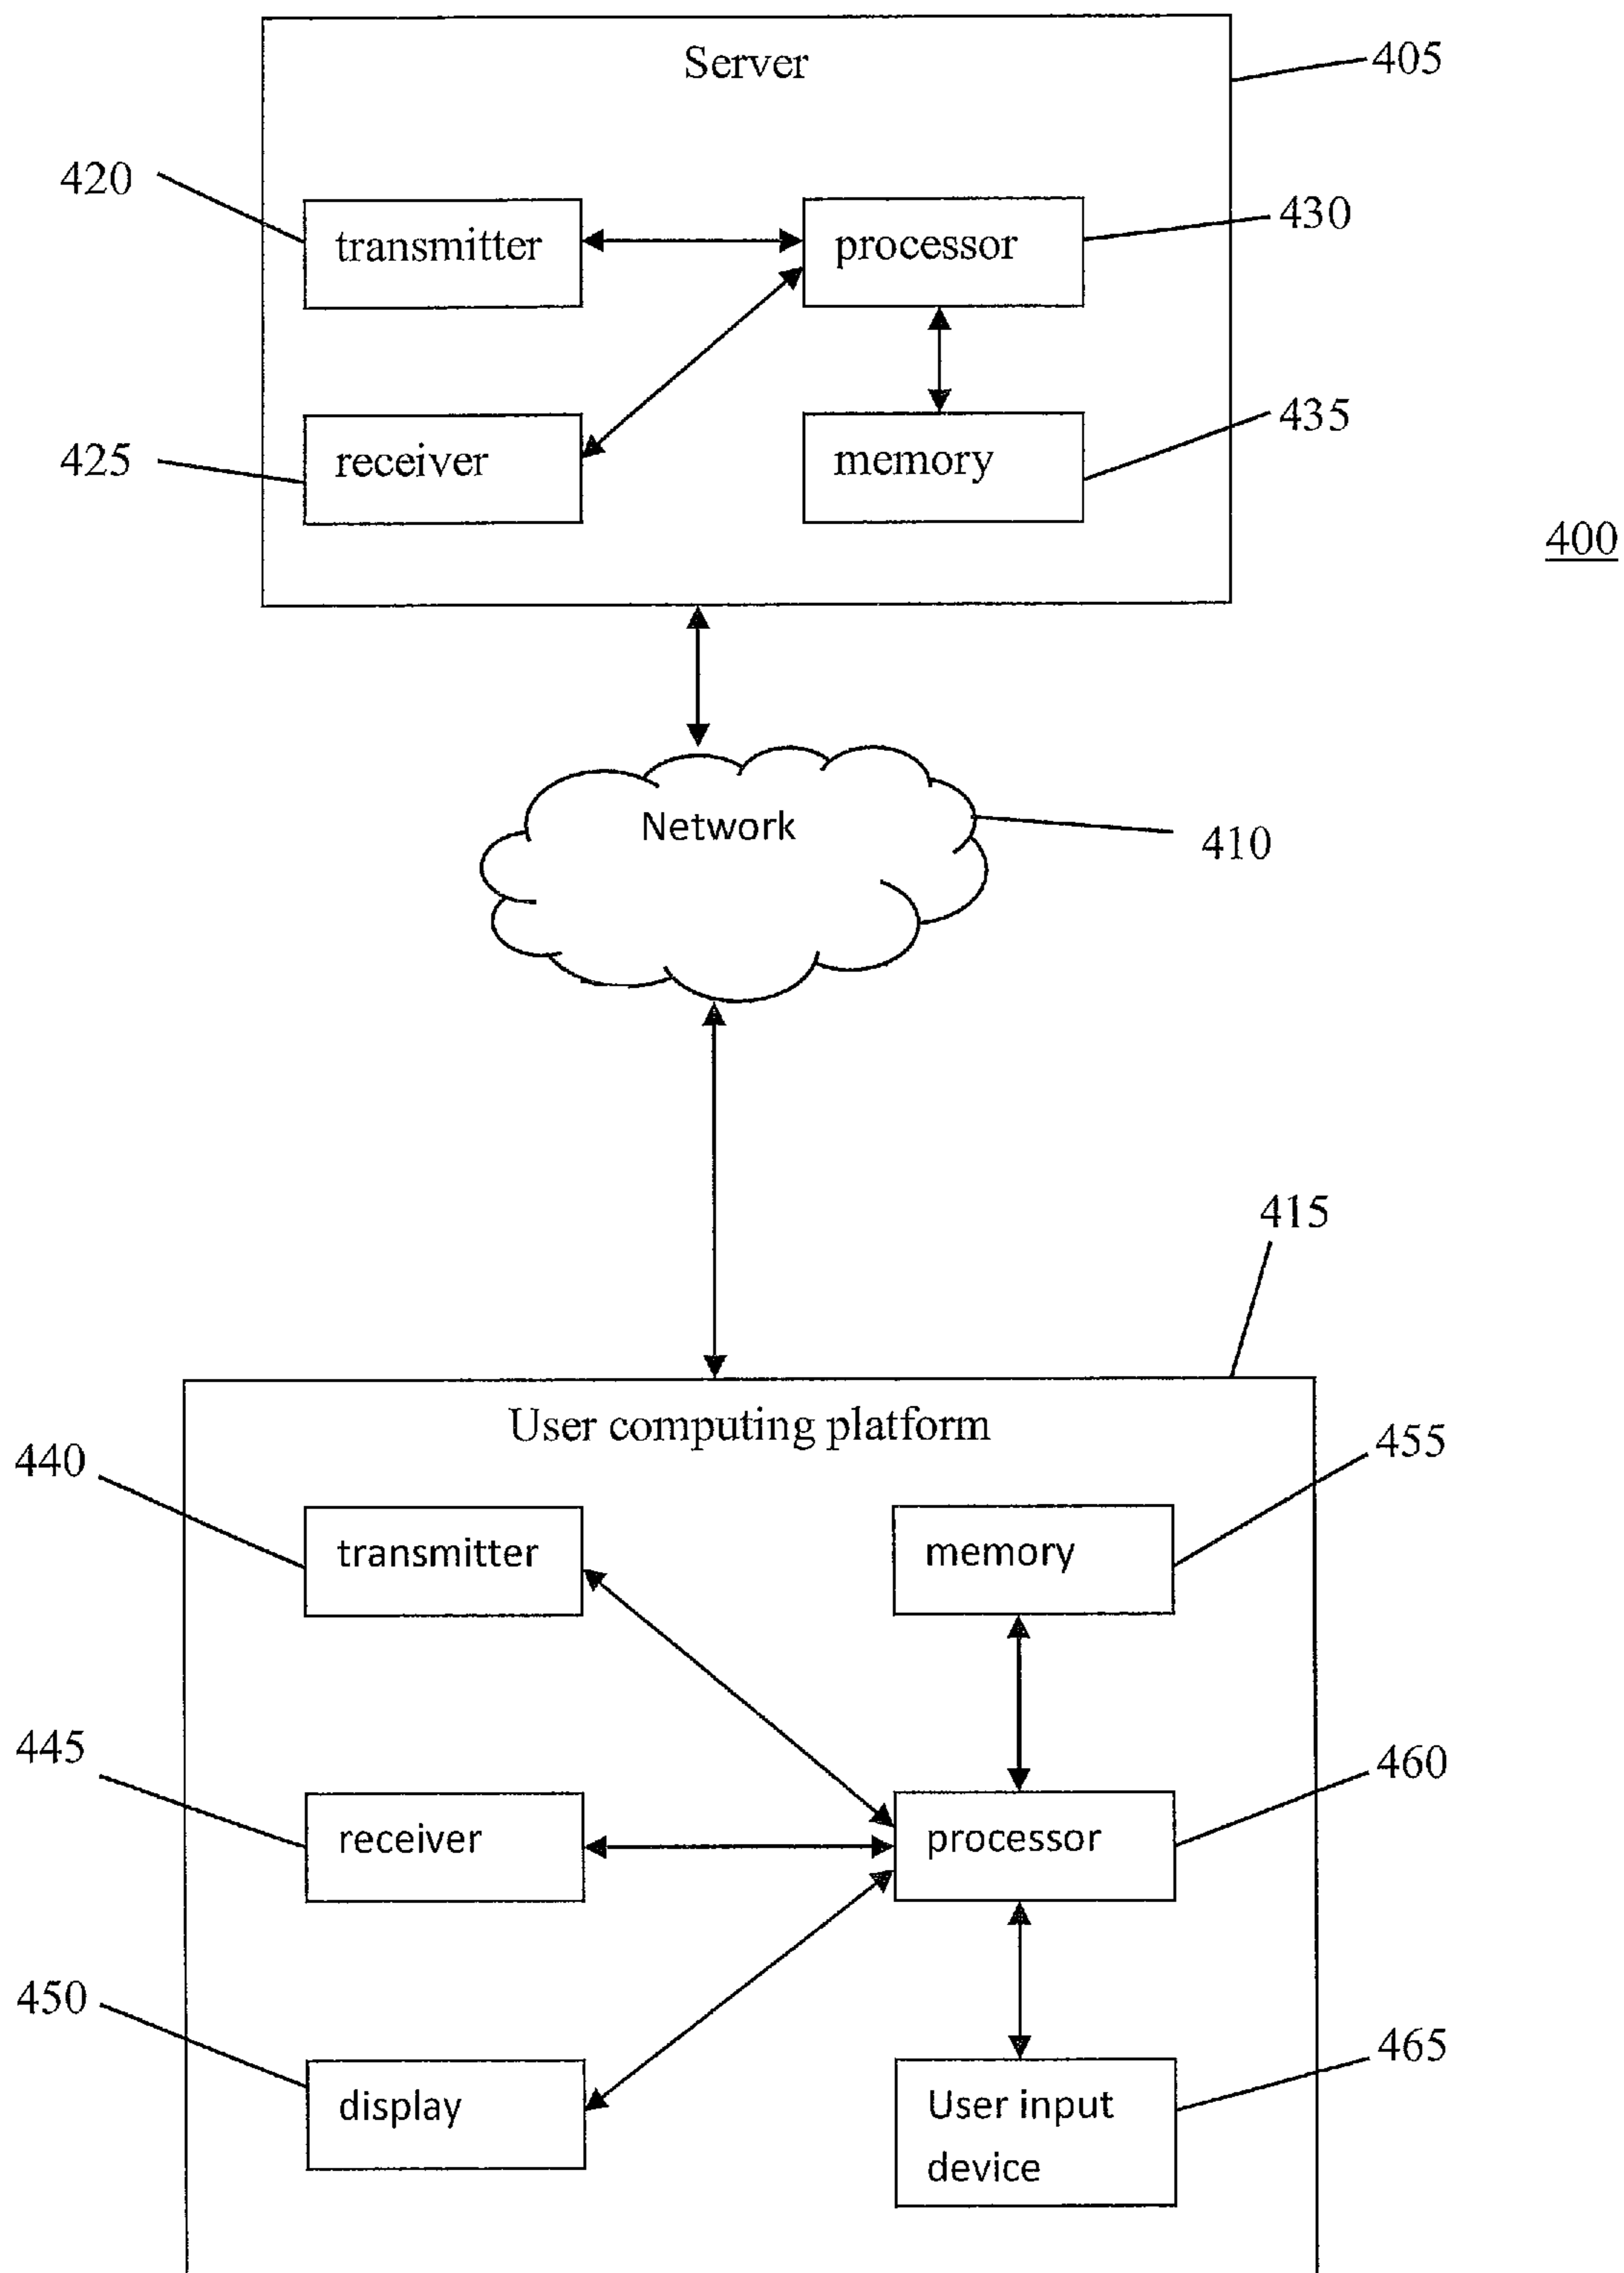 Server
405
420
transmitter
processor
430
425
receiver
memory
435
400
Network
410
415
User computing platform
440
transmitter
memory
455
445
receiver
processor
460
450
display
User input
device
465